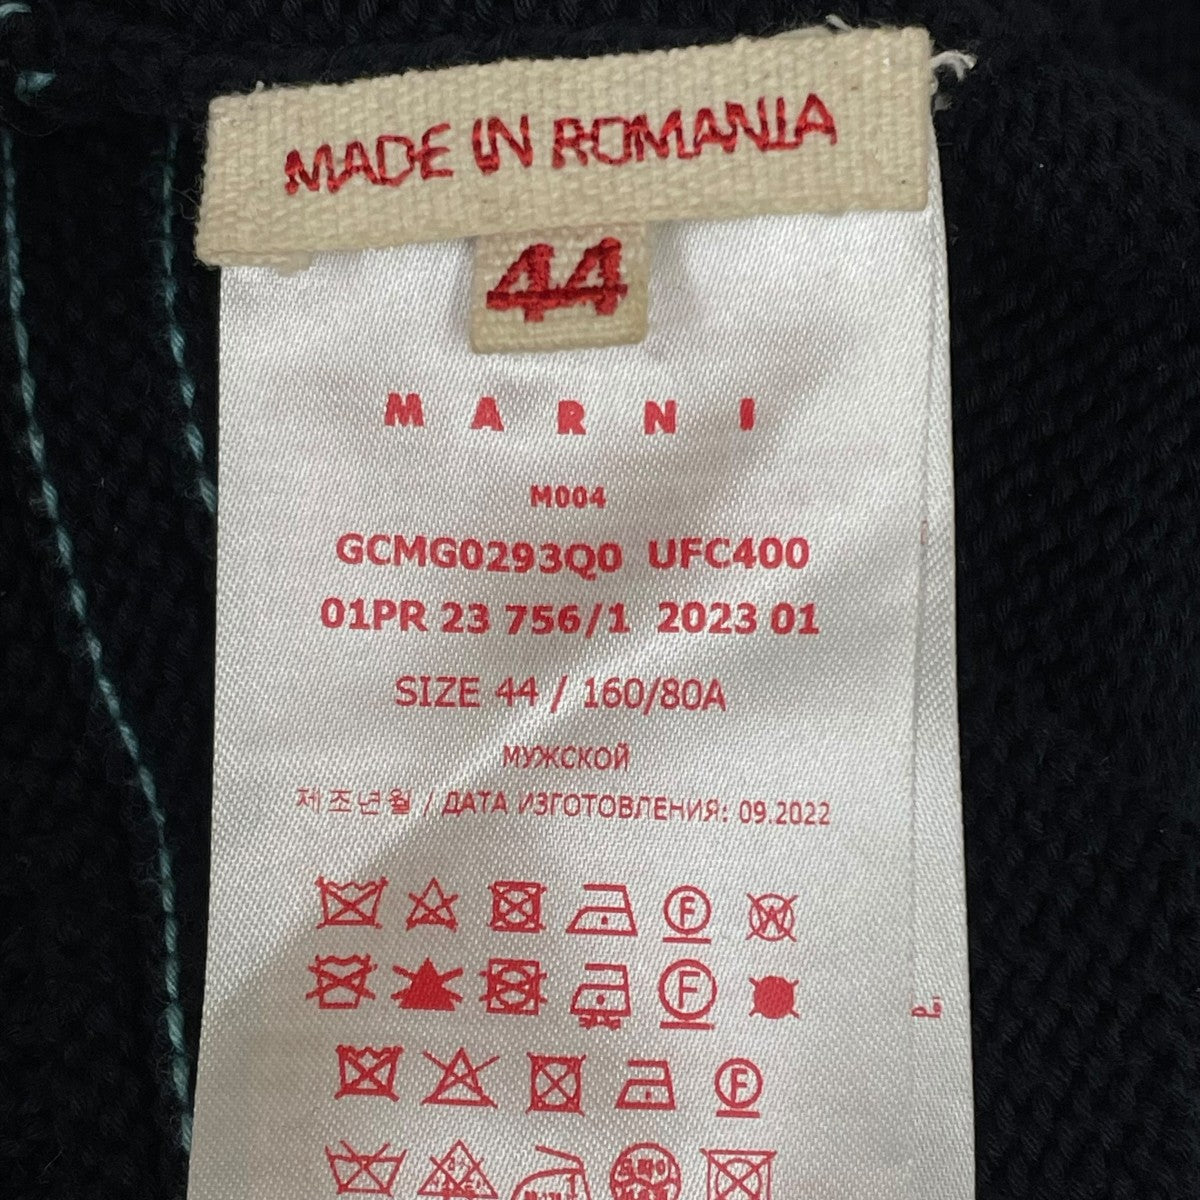 MADE IN ROMANIA
44
MARNI
M004
GCMG0293Q0 UFC400
01PR 23 756/1 2023 01
SIZE 44 / 160/80A
МУЖСКОЙ
제조년월 / ДАТА ИЗГОТОВЛЕНИЯ: 09.2022
F W
F
F